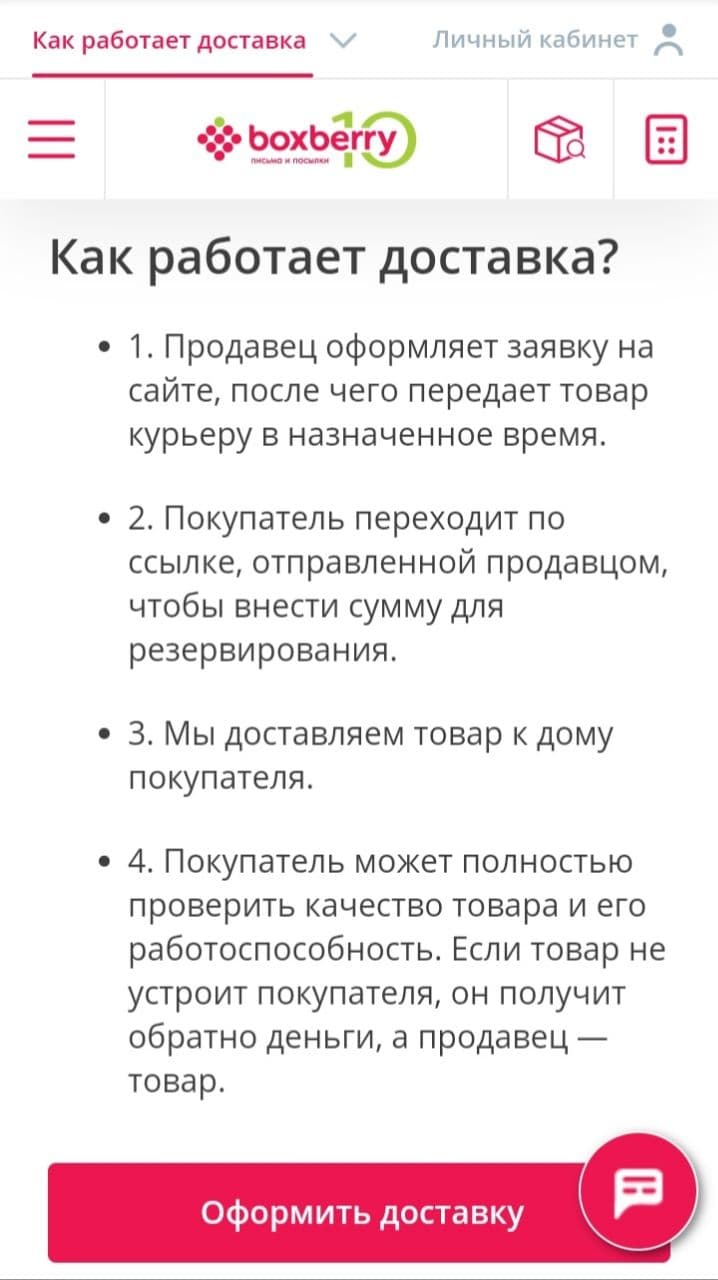 Как работает доставка
Личный кабинет
boxberry 10
письма и посылки
Как работает доставка?
• 1. Продавец оформляет заявку на
сайте, после чего передает товар
курьеру в назначенное время.
• 2. Покупатель переходит по
ссылке, отправленной продавцом,
чтобы внести сумму для
резервирования.
• 3. Мы доставляем товар к дому
покупателя.
• 4. Покупатель может полностью
проверить качество товара и его
работоспособность. Если товар не
устроит покупателя, он получит
обратно деньги, а продавец —
товар.
Оформить доставку